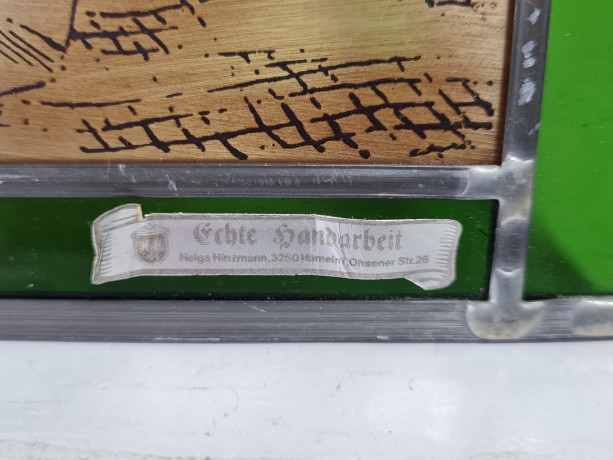 Echte Handarbeit
Helga Hinzmann, 3250 Hameln, Ohsener Str. 26